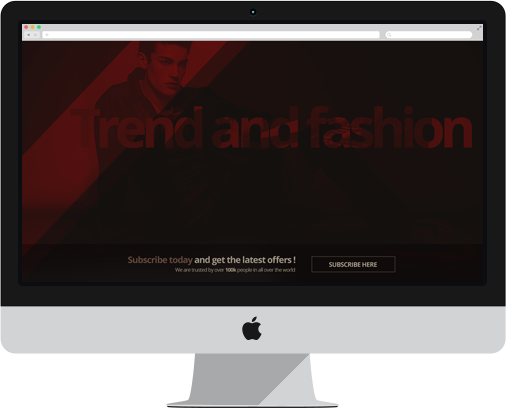 Trend and fashion
Subscribe today and get the latest offers !
We are trusted by over 100k people in all over the world
SUBSCRIBE HERE